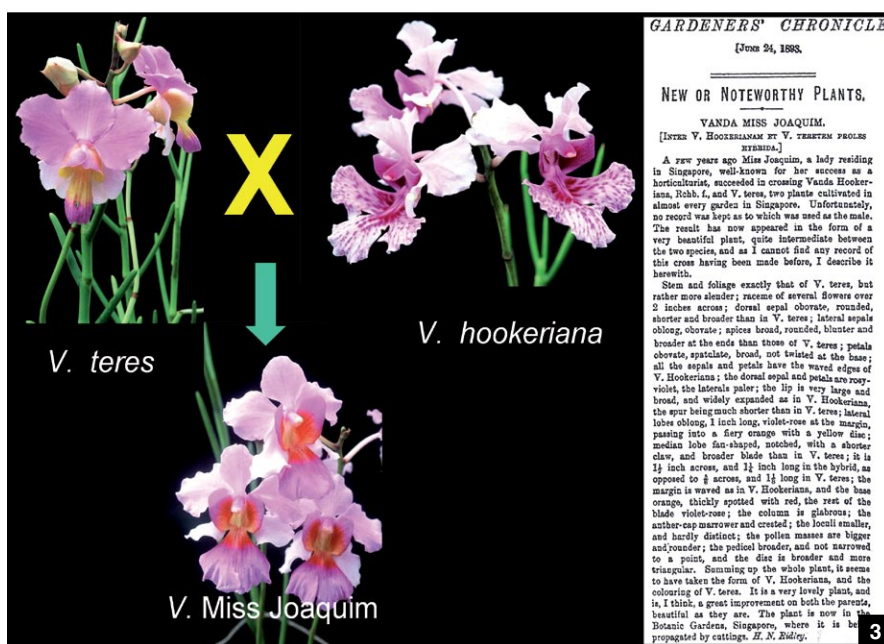 X
V. teres
V. hookeriana
V. Miss Joaquim
GARDENERS' CHRONICLE
[JUNE 24, 1893.
NEW OR NOTEWORTHY PLANTS.
VANDA MISS JOAQUIM.
[INTER V. HOOKERIANAM ET V. TERETEM PROLES
HYBRIDA.]
A FEW years ago Miss Joaquim, a lady residing
in Singapore, well-known for her success as a
horticulturist, succeeded in crossing Vanda Hooker-
iana, Rchb. f., and V. teres, two plants cultivated in
almost every garden in Singapore. Unfortunately,
no record was kept as to which was used as the male.
The result has now appeared in the form of a
very beautiful plant, quite intermediate between
the two species, and as I cannot find any record of
this cross having been made before, I describe it
herewith.
Stem and foliage exactly that of V. teres, but
rather more slender; raceme of several flowers over
2 inches across; dorsal sepal obovate, rounded,
shorter and broader than in V. teres; lateral sepals
oblong, obovate; apices broad, rounded, blunter and
broader at the ends than those of V. teres; petals
obovate, spatulate, broad, not twisted at the base;
all the sepals and petals have the waved edges of
V. Hookeriana; the dorsal sepal and petals are rosy-
violet, the laterals paler; the lip is very large and
broad, and widely expanded as in V. Hookeriana,
the spur being much shorter than in V. teres; lateral
lobes oblong, 1 inch long, violet-rose at the margin,
passing into a fiery orange with a yellow disc;
median lobe fan-shaped, notched, with a shorter
claw, and broader blade than in V. teres; it is
1½ inch across, and 1¼ inch long in the hybrid, as
opposed to across, and long in V. teres; the
margin is waved as in V. Hookeriana, and the base
orange, thickly spotted with red, the rest of the
blade violet-rose; the column is glabrous; the
anther-cap marrower and crested; the loculi smaller,
and hardly distinct; the pollen masses are bigger
and rounder; the pedicel broader, and not narrowed
to a point, and the disc is broader and more
triangular. Summing up the whole plant, it seems
to have taken the form of V. Hookeriana, and the
colouring of V. teres. It is a very lovely plant, and
is, I think, a great improvement on both the parents,
beautiful as they are. The plant is now in the
Botanic Gardens, Singapore, where it is
propagated by cuttings. H. N. Ridley.
3